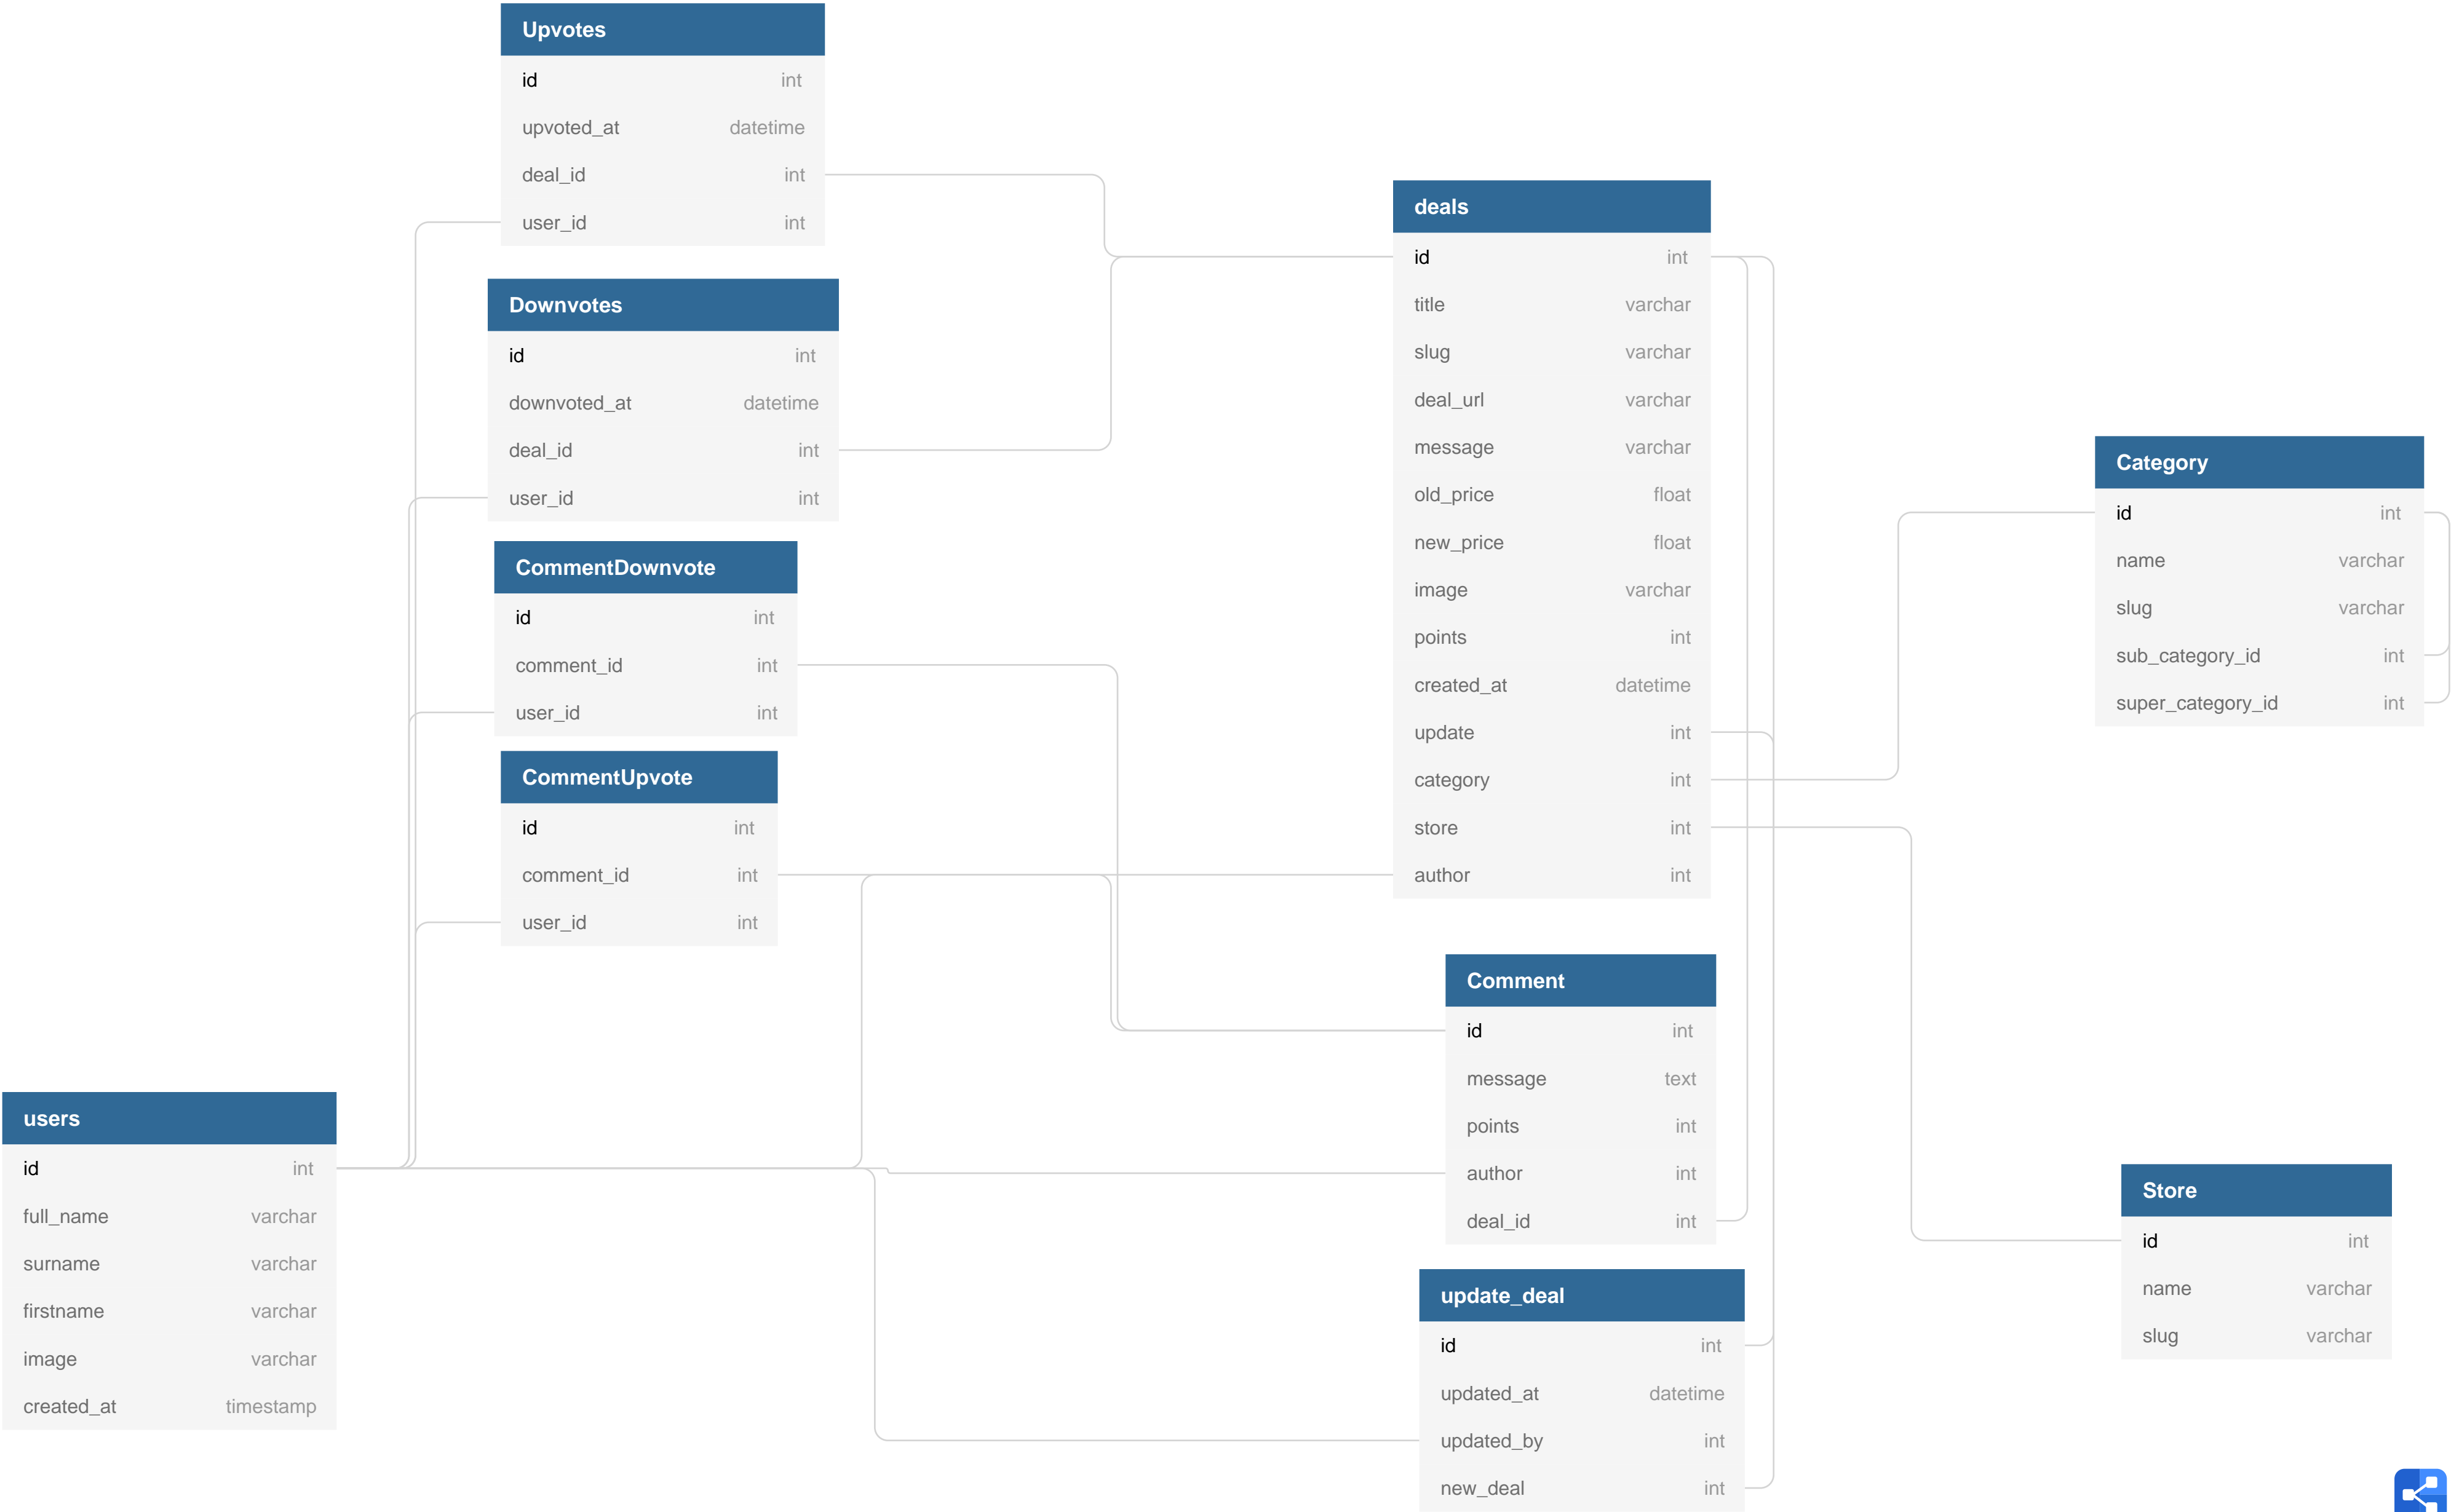 Upvotes
id int
upvoted_at datetime
deal_id int
user_id int
Downvotes
id int
downvoted_at datetime
deal_id int
user_id int
CommentDownvote
id int
comment_id int
user_id int
CommentUpvote
id int
comment_id int
user_id int
users
id int
full_name varchar
surname varchar
firstname varchar
image varchar
created_at timestamp
deals
id int
title varchar
slug varchar
deal_url varchar
message varchar
old_price float
new_price float
image varchar
points int
created_at datetime
update int
category int
store int
author int
Comment
id int
message text
points int
author int
deal_id int
update_deal
id int
updated_at datetime
updated_by int
new_deal int
Category
id int
name varchar
slug varchar
sub_category_id int
super_category_id int
Store
id int
name varchar
slug varchar